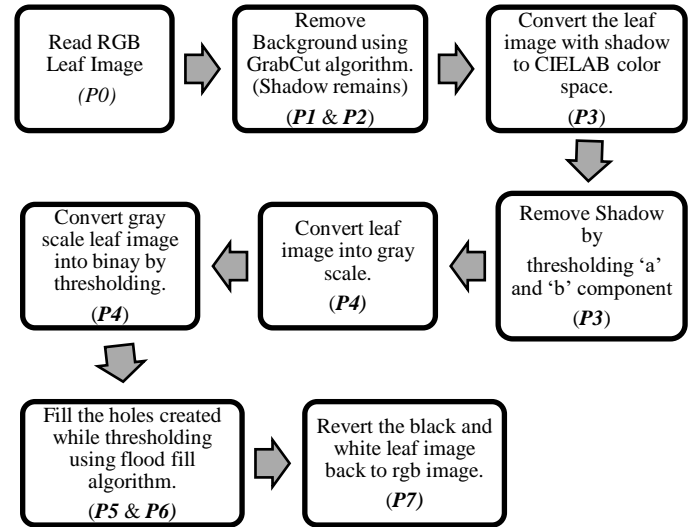 Read RGB
Leaf Image
(P0)
Remove
Background using
GrabCut algorithm.
(Shadow remains)
(P1 & P2)
Convert the leaf
image with shadow
to CIELAB color
space.
(P3)
Remove Shadow
by
thresholding ‘a’
and ‘b’ component
(P3)
Convert leaf
image into gray
scale.
(P4)
Convert gray
scale leaf image
into binay by
thresholding.
(P4)
Fill the holes created
while thresholding
using flood fill
algorithm.
(P5 & P6)
Revert the black and
white leaf image
back to rgb image.
(P7)